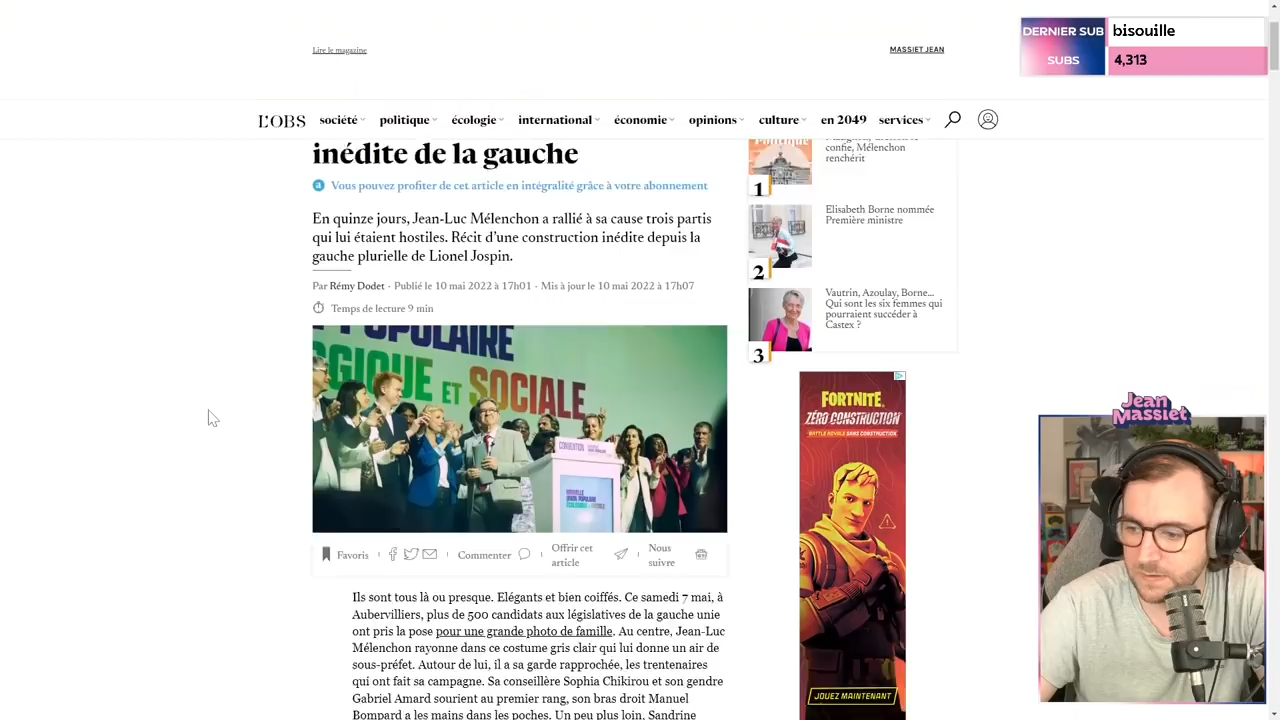 DERNIER SUB
bisouille
SUBS
4,313
Lire le magazine
MASSIET JEAN
L'OBS
société
politique
écologie
international
économie
opinions
culture
en 2049
services
inédite de la gauche
a Vous pouvez profiter de cet article en intégralité grâce à votre abonnement
En quinze jours, Jean-Luc Mélenchon a rallié à sa cause trois partis
qui lui étaient hostiles. Récit d'une construction inédite depuis la
gauche plurielle de Lionel Jospin.
Par Rémy Dodet · Publié le 10 mai 2022 à 17h01 · Mis à jour le 10 mai 2022 à 17h07
Temps de lecture 9 min
POPULAIRE
GIQUE ET SOCIALE
CONVENTION
NOUVELLE
UNION POPULAIRE
Favoris
Commenter
Offrir cet
article
Nous
suivre
Ils sont tous là ou presque. Elégants et bien coiffés. Ce samedi 7 mai, à
Aubervilliers, plus de 500 candidats aux législatives de la gauche unie
ont pris la pose pour une grande photo de famille. Au centre, Jean-Luc
Mélenchon rayonne dans ce costume gris clair qui lui donne un air de
sous-préfet. Autour de lui, il a sa garde rapprochée, les trentenaires
qui ont fait sa campagne. Sa conseillère Sophia Chikirou et son gendre
Gabriel Amard sourient au premier rang, son bras droit Manuel
Bompard a les mains dans les poches. Un peu plus loin, Sandrine
confie, Mélenchon
renchérit
1
Elisabeth Borne nommée
Première ministre
2
Vautrin, Azoulay, Borne...
Qui sont les six femmes qui
pourraient succéder à
Castex ?
3
FORTNITE
ZÉRO CONSTRUCTION
BATTLE ROYALE SANS CONSTRUCTION
JOUEZ MAINTENANT
Jean
Massiet